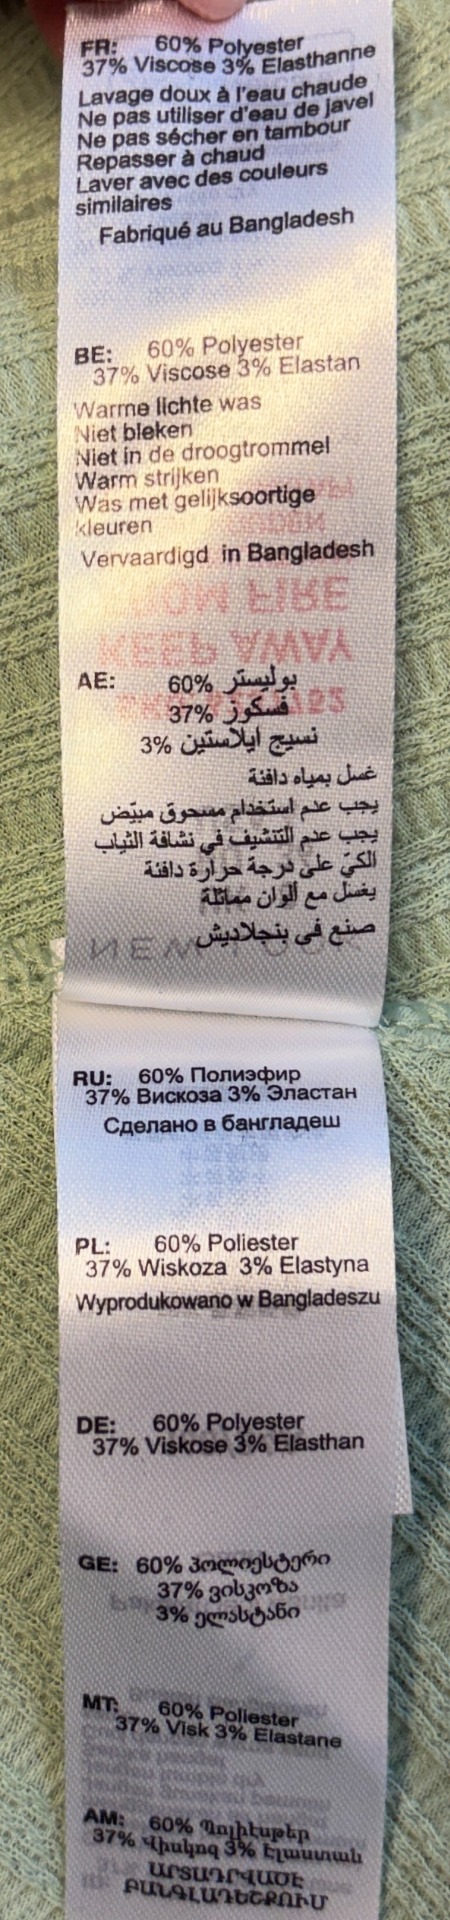 FR: 60% Polyester
37% Viscose 3% Elasthanne
Lavage doux à l'eau chaude
Ne pas utiliser d'eau de javel
Ne pas sécher en tambour
Repasser à chaud
Laver avec des couleurs
similaires
Fabriqué au Bangladesh
BE: 60% Polyester
37% Viscose 3% Elastan
Warme lichte was
Niet bleken
Niet in de droogtrommel
Warm strijken
Was met gelijksoortige
kleuren
Vervaardigd in Bangladesh
FROM FIRE
KEEP AWAY
AE: بوليستر 60%
فسكوز 37%
نسيج ايلاستين 3%
غسل بمياه دافئة
يجب عدم استخدام مسحوق مبيّض
يجب عدم التنشيف في نشافة الثياب
الكيّ على درجة حرارة دافئة
يغسل مع ألوان مماثلة
صنع في بنجلاديش
RU: 60% Полиэфир
37% Вискоза 3% Эластан
Сделано в бангладеш
PL: 60% Poliester
37% Wiskoza 3% Elastyna
Wyprodukowano w Bangladeszu
DE: 60% Polyester
37% Viskose 3% Elasthan
GE: 60% პოლიესტერი
37% ვისკოზა
3% ელასტანი
MT: 60% Poliester
37% Visk 3% Elastane
AM: 60% Պոլիէսթեր
37% Վիսկոզ 3% Էլաստան
ԱՐՏԱԴՐՎԱԾԷ
ԲԱՆԳԼԱԴԵՇՔՈՒՄ